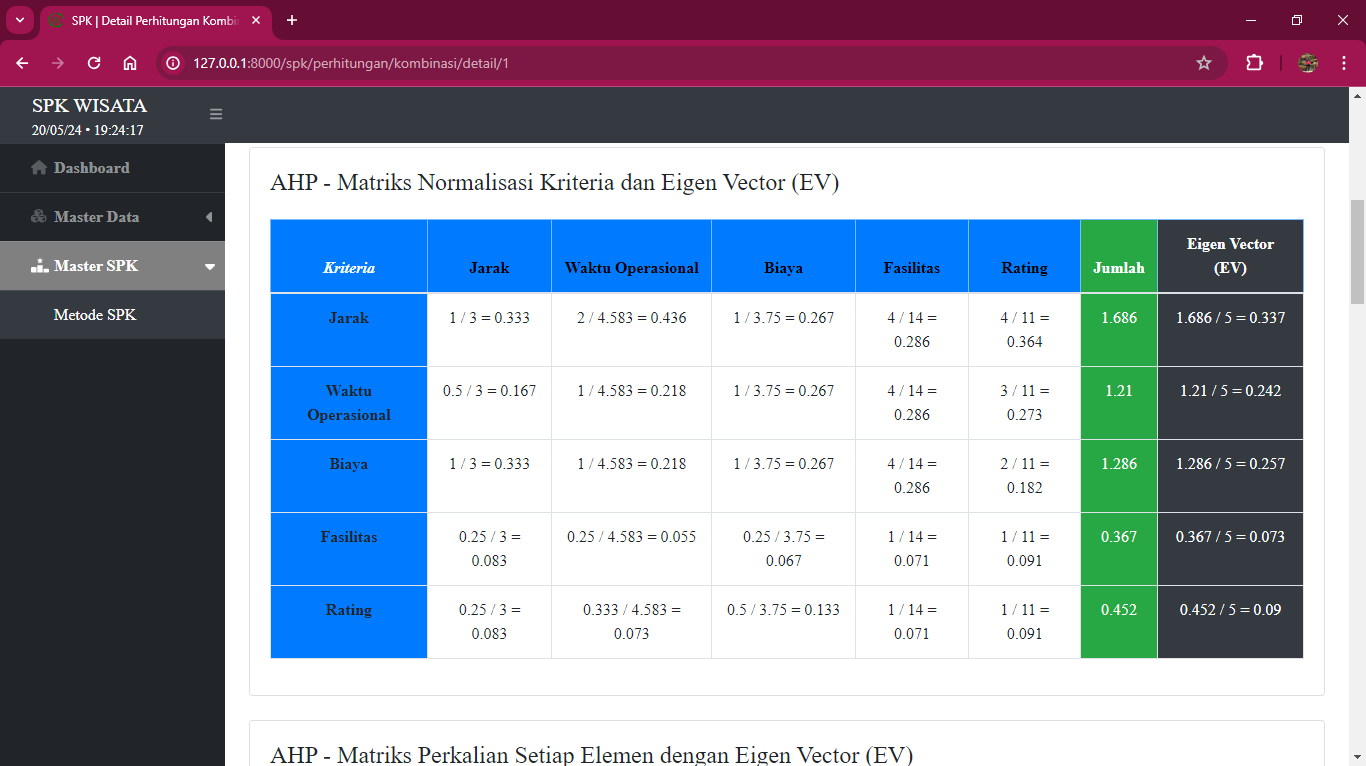 SPK | Detail Perhitungan Kombi
127.0.0.1:8000/spk/perhitungan/kombinasi/detail/1
SPK WISATA
20/05/24 • 19:24:17
Dashboard
Master Data
Master SPK
Metode SPK
AHP - Matriks Normalisasi Kriteria dan Eigen Vector (EV)
Kriteria Jarak Waktu Operasional Biaya Fasilitas Rating Jumlah Eigen Vector
(EV)
Jarak 1 / 3 = 0.333 2 / 4.583 = 0.436 1 / 3.75 = 0.267 4 / 14 = 4 / 11 = 1.686 1.686 / 5 = 0.337
0.286 0.364
Waktu 0.5 / 3 = 0.167 1 / 4.583 = 0.218 1 / 3.75 = 0.267 4 / 14 = 3 / 11 = 1.21 1.21 / 5 = 0.242
Operasional 0.286 0.273
Biaya 1 / 3 = 0.333 1 / 4.583 = 0.218 1 / 3.75 = 0.267 4 / 14 = 2 / 11 = 1.286 1.286 / 5 = 0.257
0.286 0.182
Fasilitas 0.25 / 3 = 0.25 / 4.583 = 0.055 0.25 / 3.75 = 1 / 14 = 1 / 11 = 0.367 0.367 / 5 = 0.073
0.083 0.067 0.071 0.091
Rating 0.25 / 3 = 0.333 / 4.583 = 0.5 / 3.75 = 0.133 1 / 14 = 1 / 11 = 0.452 0.452 / 5 = 0.09
0.083 0.073 0.071 0.091
AHP - Matriks Perkalian Setiap Elemen dengan Eigen Vector (EV)